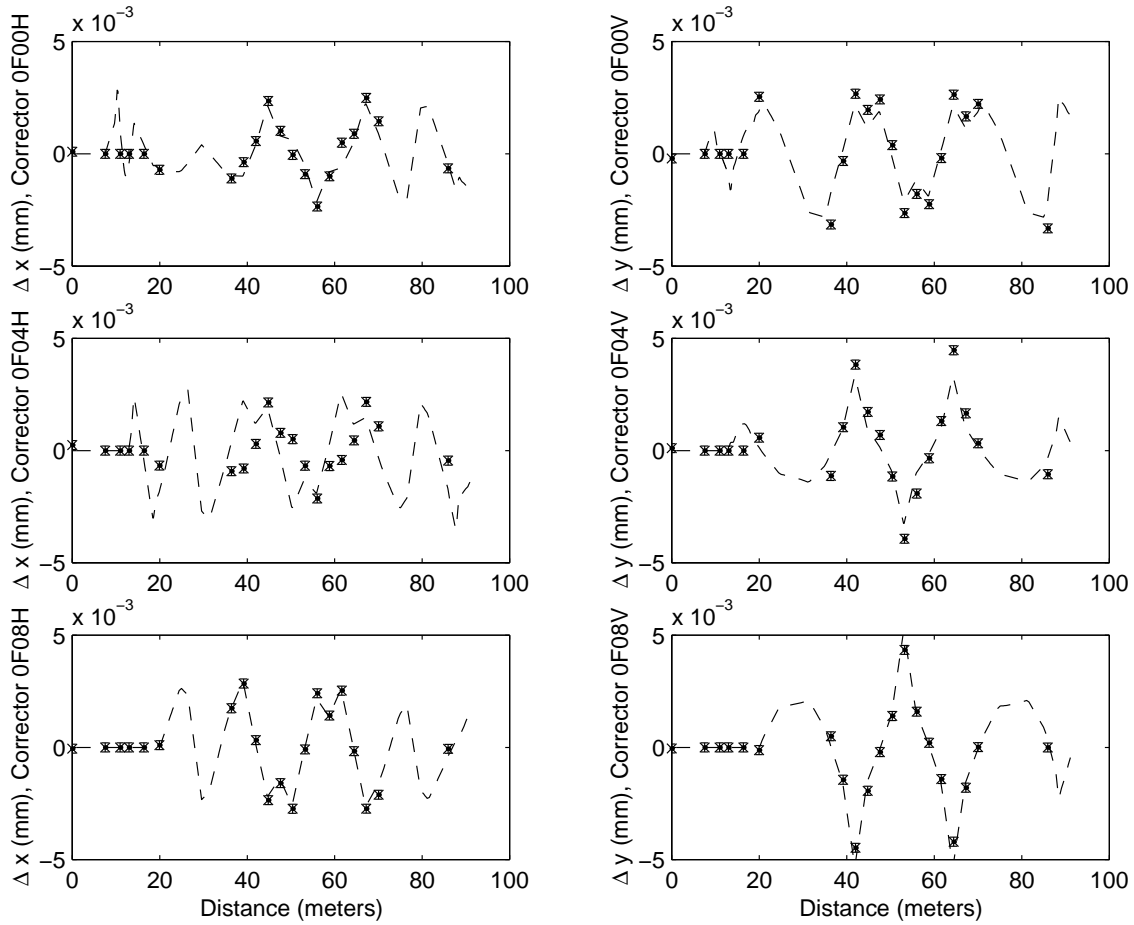 x 10⁻³
5
0
−5
0 20 40 60 80 100
Δ x (mm), Corrector 0F00H
x 10⁻³
5
0
−5
0 20 40 60 80 100
Δ y (mm), Corrector 0F00V
x 10⁻³
5
0
−5
0 20 40 60 80 100
Δ x (mm), Corrector 0F04H
x 10⁻³
5
0
−5
0 20 40 60 80 100
Δ y (mm), Corrector 0F04V
x 10⁻³
5
0
−5
0 20 40 60 80 100
Δ x (mm), Corrector 0F08H
Distance (meters)
x 10⁻³
5
0
−5
0 20 40 60 80 100
Δ y (mm), Corrector 0F08V
Distance (meters)